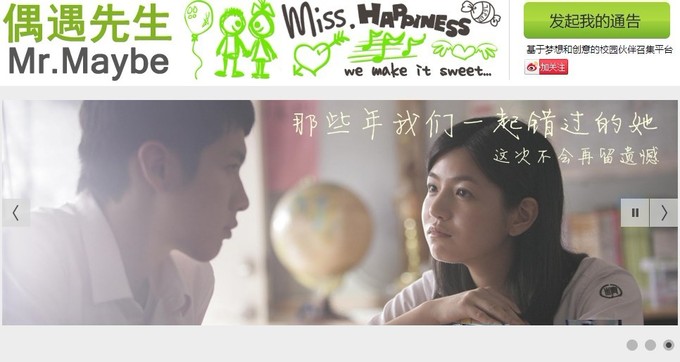 偶遇先生
Mr.Maybe
Miss.HAPPINESS
we make it sweet...
发起我的通告
基于梦想和创意的校园伙伴召集平台
加关注
那些年我们一起错过的她
这次不会再留遗憾